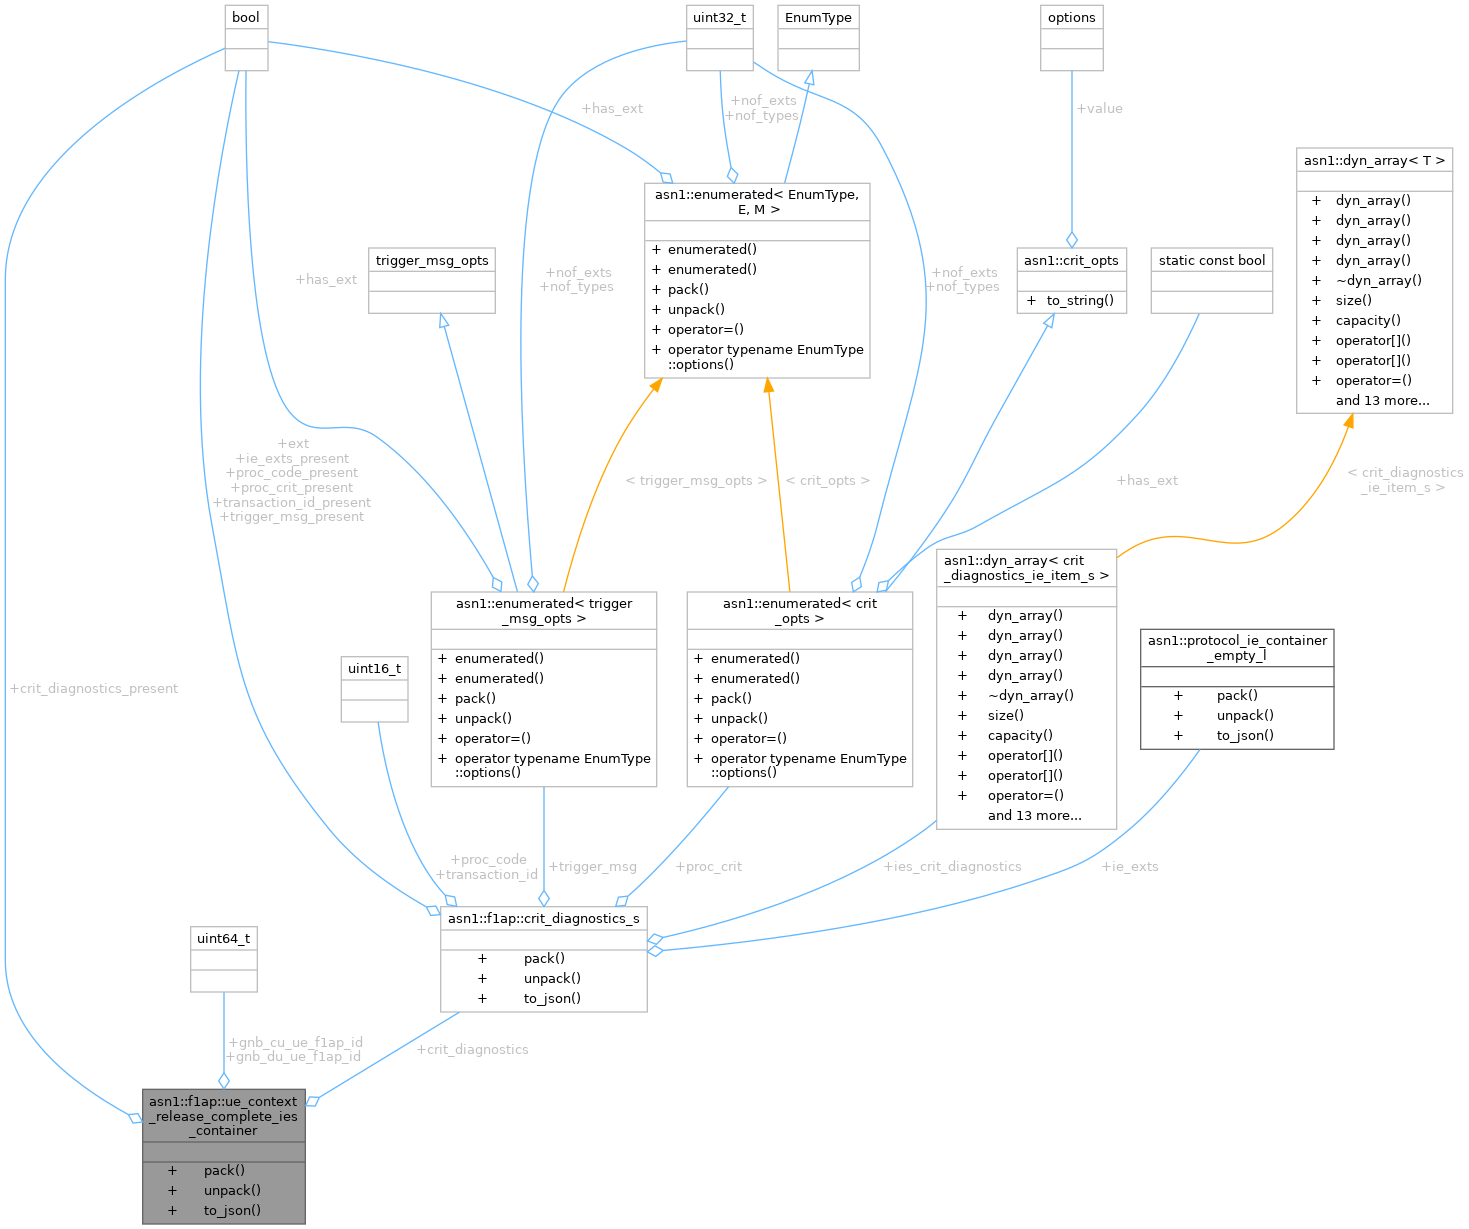 bool
uint32_t
EnumType
options
+has_ext
+nof_exts
+nof_types
+value
asn1::dyn_array< T >
+ dyn_array()
+ dyn_array()
+ dyn_array()
+ dyn_array()
+ ~dyn_array()
+ size()
+ capacity()
+ operator[]()
+ operator[]()
+ operator=()
and 13 more...
asn1::enumerated< EnumType,
E, M >
+ enumerated()
+ enumerated()
+ pack()
+ unpack()
+ operator=()
+ operator typename EnumType
::options()
trigger_msg_opts
asn1::crit_opts
+ to_string()
static const bool
+has_ext
+nof_exts
+nof_types
+nof_exts
+nof_types
+ext
+ie_exts_present
+proc_code_present
+proc_crit_present
+transaction_id_present
+trigger_msg_present
< trigger_msg_opts >
< crit_opts >
+has_ext
< crit_diagnostics
_ie_item_s >
asn1::dyn_array< crit
_diagnostics_ie_item_s >
+ dyn_array()
+ dyn_array()
+ dyn_array()
+ dyn_array()
+ ~dyn_array()
+ size()
+ capacity()
+ operator[]()
+ operator[]()
+ operator=()
and 13 more...
asn1::enumerated< trigger
_msg_opts >
+ enumerated()
+ enumerated()
+ pack()
+ unpack()
+ operator=()
+ operator typename EnumType
::options()
asn1::enumerated< crit
_opts >
+ enumerated()
+ enumerated()
+ pack()
+ unpack()
+ operator=()
+ operator typename EnumType
::options()
asn1::protocol_ie_container
_empty_l
+ pack()
+ unpack()
+ to_json()
uint16_t
+crit_diagnostics_present
+proc_code
+transaction_id
+trigger_msg
+proc_crit
+ies_crit_diagnostics
+ie_exts
asn1::f1ap::crit_diagnostics_s
+ pack()
+ unpack()
+ to_json()
uint64_t
+gnb_cu_ue_f1ap_id
+gnb_du_ue_f1ap_id
+crit_diagnostics
asn1::f1ap::ue_context
_release_complete_ies
_container
+ pack()
+ unpack()
+ to_json()